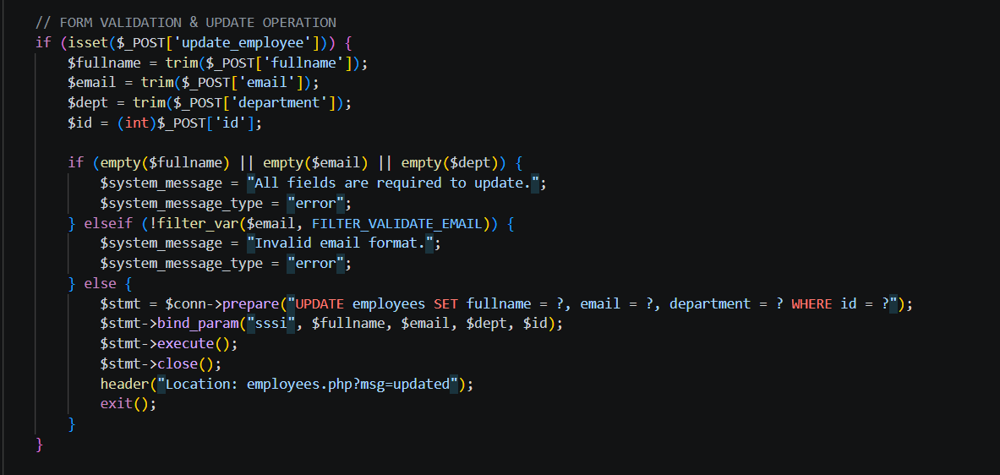 // FORM VALIDATION & UPDATE OPERATION
if (isset($_POST['update_employee'])) {
    $fullname = trim($_POST['fullname']);
    $email = trim($_POST['email']);
    $dept = trim($_POST['department']);
    $id = (int)$_POST['id'];

    if (empty($fullname) || empty($email) || empty($dept)) {
        $system_message = "All fields are required to update.";
        $system_message_type = "error";
    } elseif (!filter_var($email, FILTER_VALIDATE_EMAIL)) {
        $system_message = "Invalid email format.";
        $system_message_type = "error";
    } else {
        $stmt = $conn->prepare("UPDATE employees SET fullname = ?, email = ?, department = ? WHERE id = ?");
        $stmt->bind_param("sssi", $fullname, $email, $dept, $id);
        $stmt->execute();
        $stmt->close();
        header("Location: employees.php?msg=updated");
        exit();
    }
}